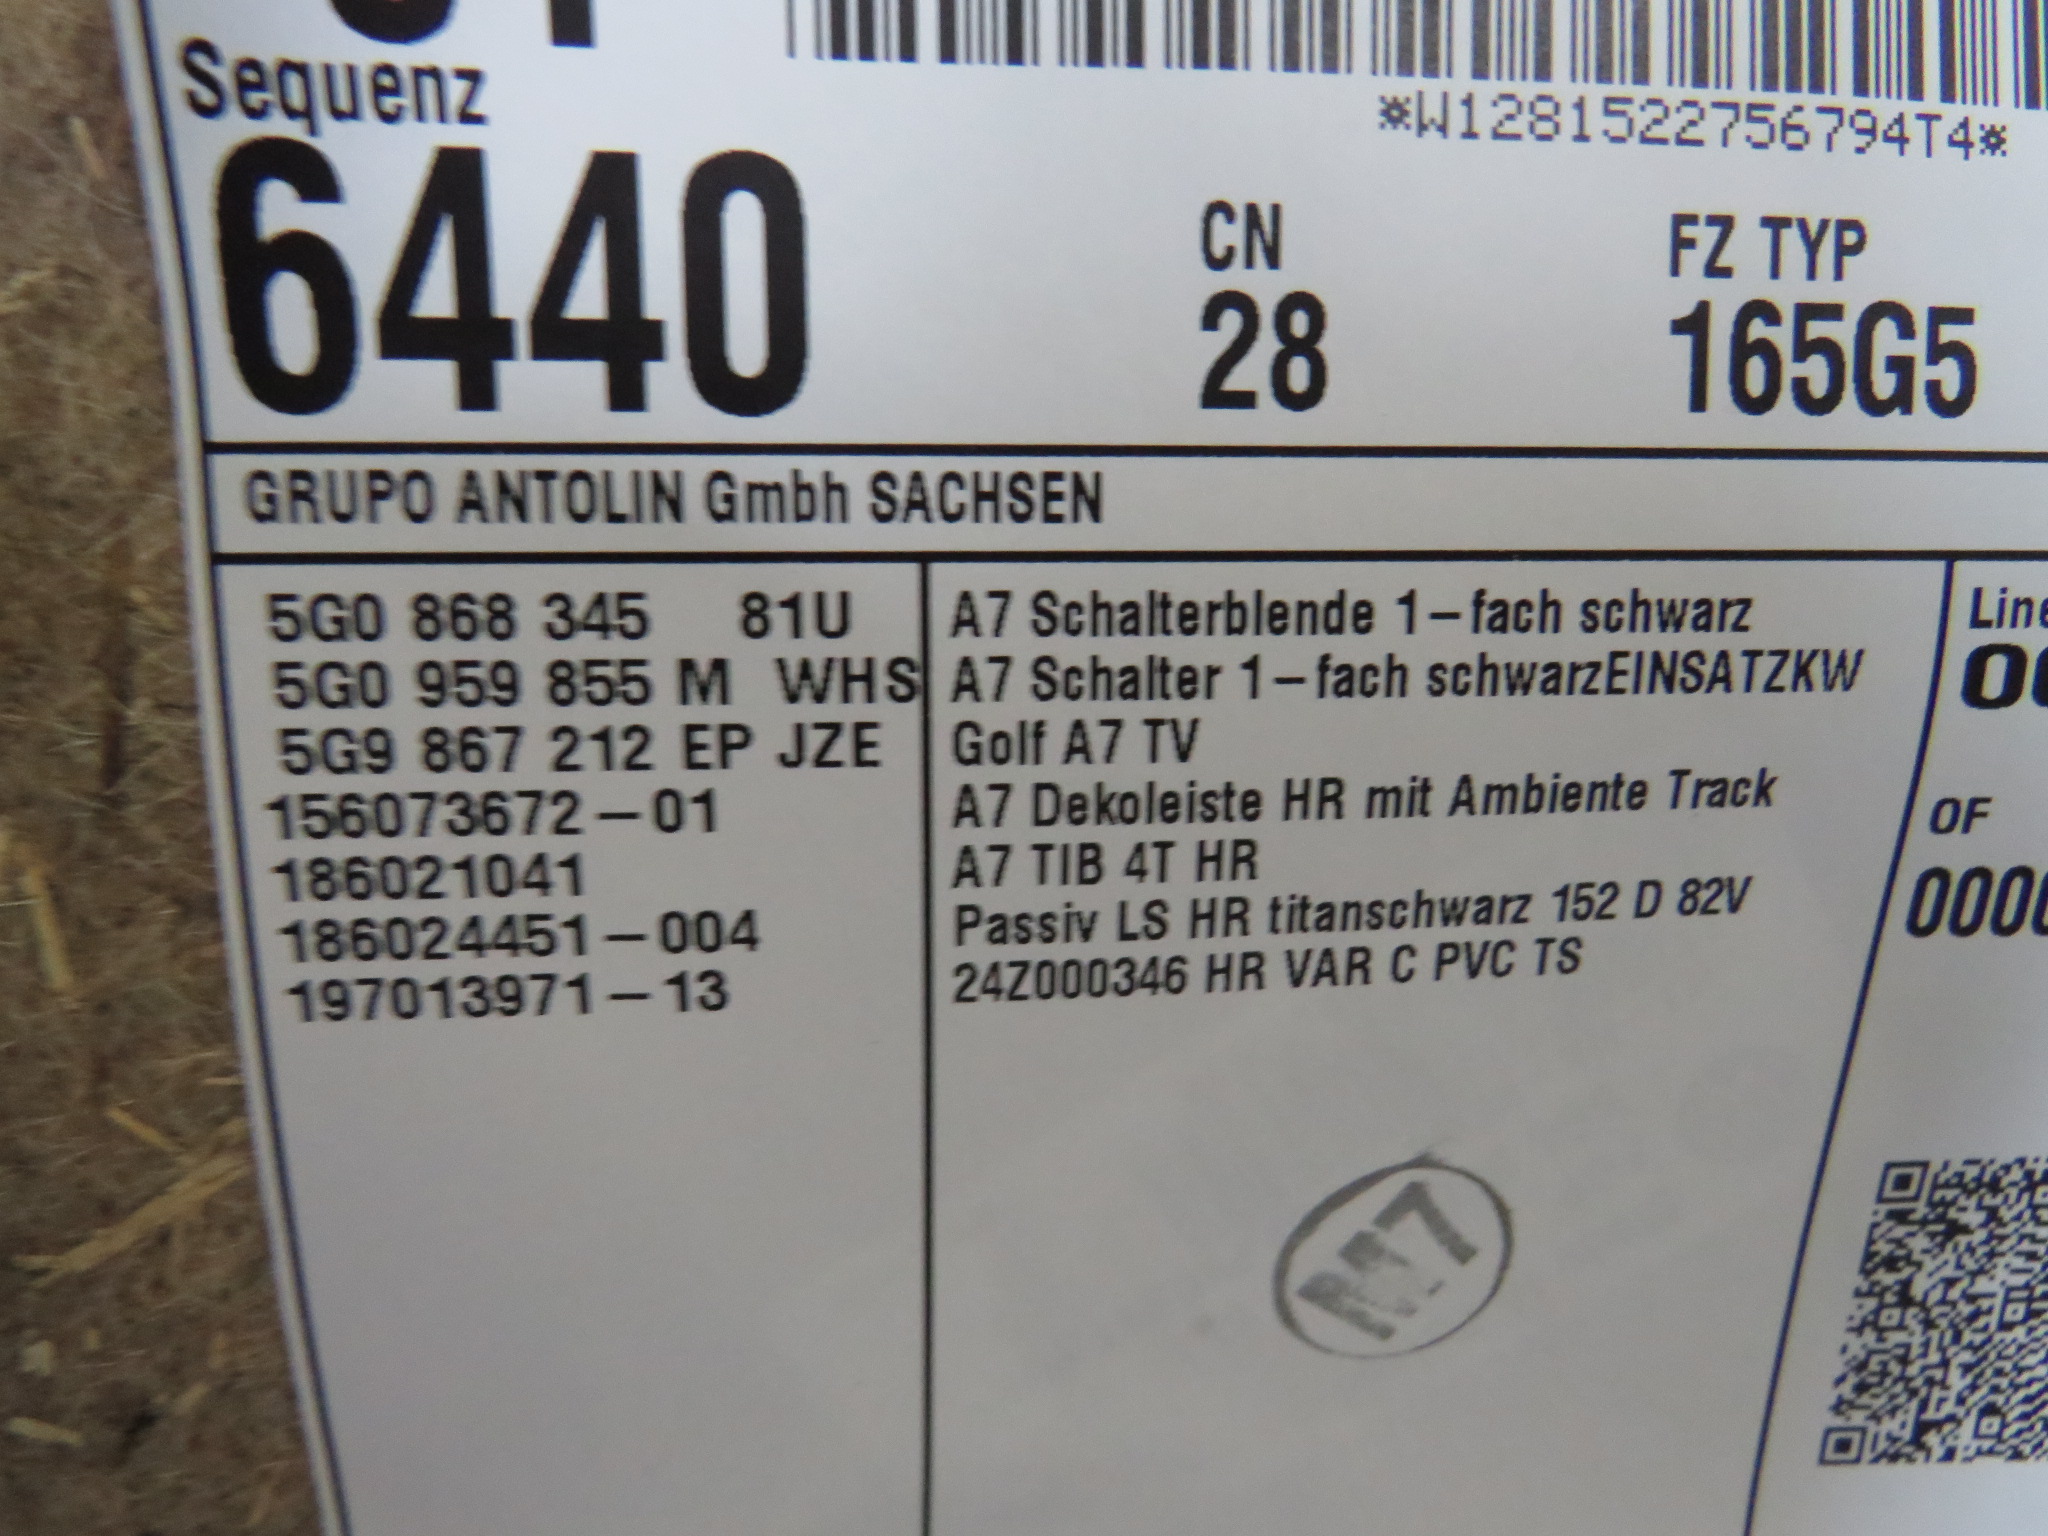 Sequenz
*W1281522756794T4*
6440
CN
28
FZ TYP
165G5
GRUPO ANTOLIN Gmbh SACHSEN
5G0 868 345 81U A7 Schalterblende 1-fach schwarz
5G0 959 855 M WHS A7 Schalter 1-fach schwarzEINSATZKW
5G9 867 212 EP JZE Golf A7 TV
156073672-01 A7 Dekoleiste HR mit Ambiente Track
186021041 A7 TIB 4T HR
186024451-004 Passiv LS HR titanschwarz 152 D 82V
197013971-13 24Z000346 HR VAR C PVC TS
Line
OF